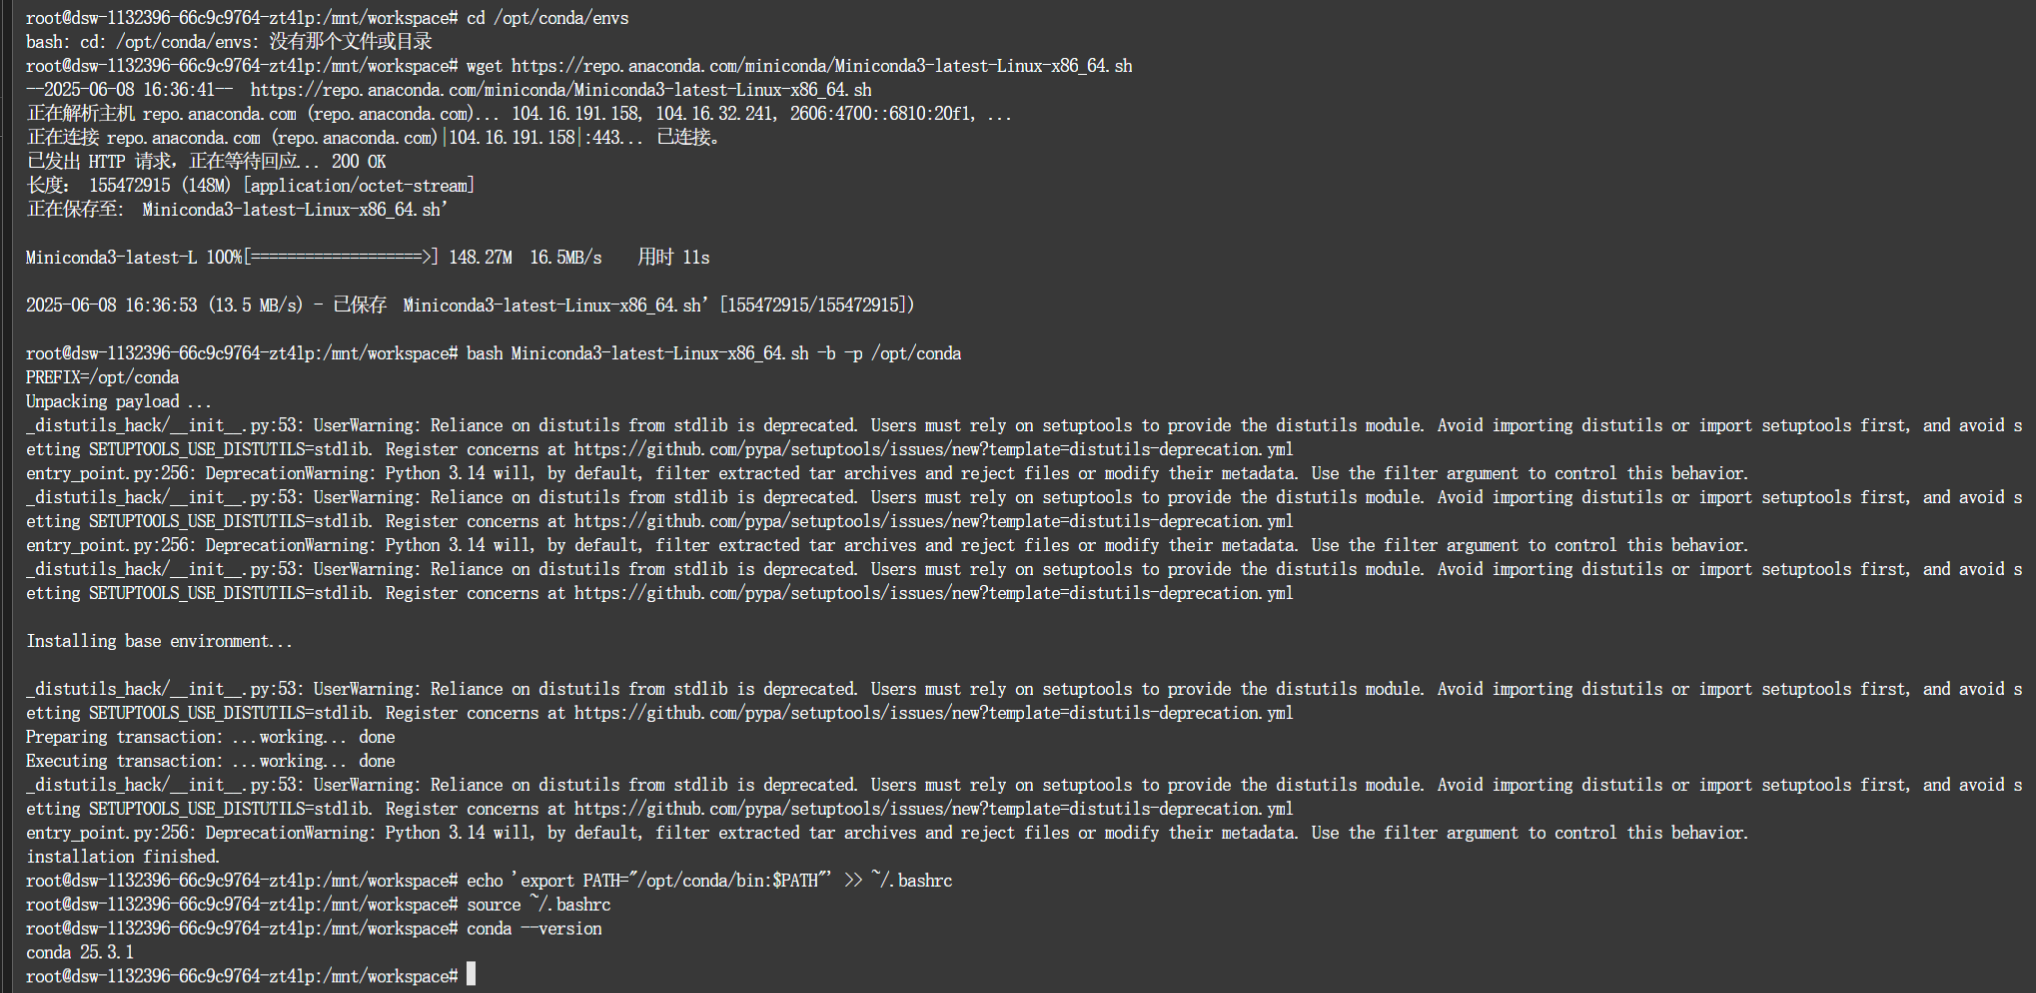 root@dsw-1132396-66c9c9764-zt4lp:/mnt/workspace# cd /opt/conda/envs
bash: cd: /opt/conda/envs: 没有那个文件或目录
root@dsw-1132396-66c9c9764-zt4lp:/mnt/workspace# wget https://repo.anaconda.com/miniconda/Miniconda3-latest-Linux-x86_64.sh
--2025-06-08 16:36:41--  https://repo.anaconda.com/miniconda/Miniconda3-latest-Linux-x86_64.sh
正在解析主机 repo.anaconda.com (repo.anaconda.com)... 104.16.191.158, 104.16.32.241, 2606:4700::6810:20f1, ...
正在连接 repo.anaconda.com (repo.anaconda.com)|104.16.191.158|:443... 已连接。
已发出 HTTP 请求，正在等待回应... 200 OK
长度： 155472915 (148M) [application/octet-stream]
正在保存至: ‘Miniconda3-latest-Linux-x86_64.sh’
Miniconda3-latest-L 100%[===================>] 148.27M  16.5MB/s    用时 11s
2025-06-08 16:36:53 (13.5 MB/s) - 已保存 ‘Miniconda3-latest-Linux-x86_64.sh’ [155472915/155472915])
root@dsw-1132396-66c9c9764-zt4lp:/mnt/workspace# bash Miniconda3-latest-Linux-x86_64.sh -b -p /opt/conda
PREFIX=/opt/conda
Unpacking payload ...
_distutils_hack/__init__.py:53: UserWarning: Reliance on distutils from stdlib is deprecated. Users must rely on setuptools to provide the distutils module. Avoid importing distutils or import setuptools first, and avoid s
etting SETUPTOOLS_USE_DISTUTILS=stdlib. Register concerns at https://github.com/pypa/setuptools/issues/new?template=distutils-deprecation.yml
entry_point.py:256: DeprecationWarning: Python 3.14 will, by default, filter extracted tar archives and reject files or modify their metadata. Use the filter argument to control this behavior.
_distutils_hack/__init__.py:53: UserWarning: Reliance on distutils from stdlib is deprecated. Users must rely on setuptools to provide the distutils module. Avoid importing distutils or import setuptools first, and avoid s
etting SETUPTOOLS_USE_DISTUTILS=stdlib. Register concerns at https://github.com/pypa/setuptools/issues/new?template=distutils-deprecation.yml
entry_point.py:256: DeprecationWarning: Python 3.14 will, by default, filter extracted tar archives and reject files or modify their metadata. Use the filter argument to control this behavior.
_distutils_hack/__init__.py:53: UserWarning: Reliance on distutils from stdlib is deprecated. Users must rely on setuptools to provide the distutils module. Avoid importing distutils or import setuptools first, and avoid s
etting SETUPTOOLS_USE_DISTUTILS=stdlib. Register concerns at https://github.com/pypa/setuptools/issues/new?template=distutils-deprecation.yml
Installing base environment...
_distutils_hack/__init__.py:53: UserWarning: Reliance on distutils from stdlib is deprecated. Users must rely on setuptools to provide the distutils module. Avoid importing distutils or import setuptools first, and avoid s
etting SETUPTOOLS_USE_DISTUTILS=stdlib. Register concerns at https://github.com/pypa/setuptools/issues/new?template=distutils-deprecation.yml
Preparing transaction: ...working... done
Executing transaction: ...working... done
_distutils_hack/__init__.py:53: UserWarning: Reliance on distutils from stdlib is deprecated. Users must rely on setuptools to provide the distutils module. Avoid importing distutils or import setuptools first, and avoid s
etting SETUPTOOLS_USE_DISTUTILS=stdlib. Register concerns at https://github.com/pypa/setuptools/issues/new?template=distutils-deprecation.yml
entry_point.py:256: DeprecationWarning: Python 3.14 will, by default, filter extracted tar archives and reject files or modify their metadata. Use the filter argument to control this behavior.
installation finished.
root@dsw-1132396-66c9c9764-zt4lp:/mnt/workspace# echo 'export PATH="/opt/conda/bin:$PATH"' >> ~/.bashrc
root@dsw-1132396-66c9c9764-zt4lp:/mnt/workspace# source ~/.bashrc
root@dsw-1132396-66c9c9764-zt4lp:/mnt/workspace# conda --version
conda 25.3.1
root@dsw-1132396-66c9c9764-zt4lp:/mnt/workspace#